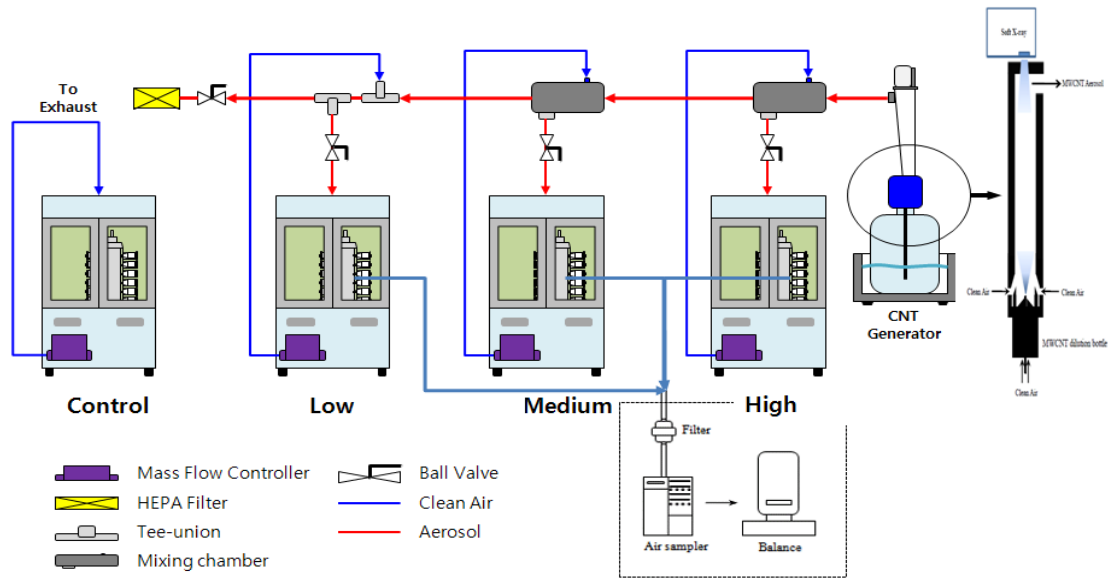 To
Exhaust
Soft X-ray
MWCNT Aerosol
Clean Air
Clean Air
CNT
Generator
MWCNT dilution bottle
Clean Air
Control
Low
Medium
High
Filter
Air sampler
Balance
Mass Flow Controller
HEPA Filter
Tee-union
Mixing chamber
Ball Valve
Clean Air
Aerosol